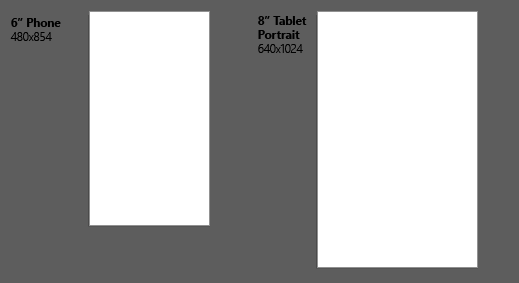 6” Phone
480x854
8” Tablet
Portrait
640x1024